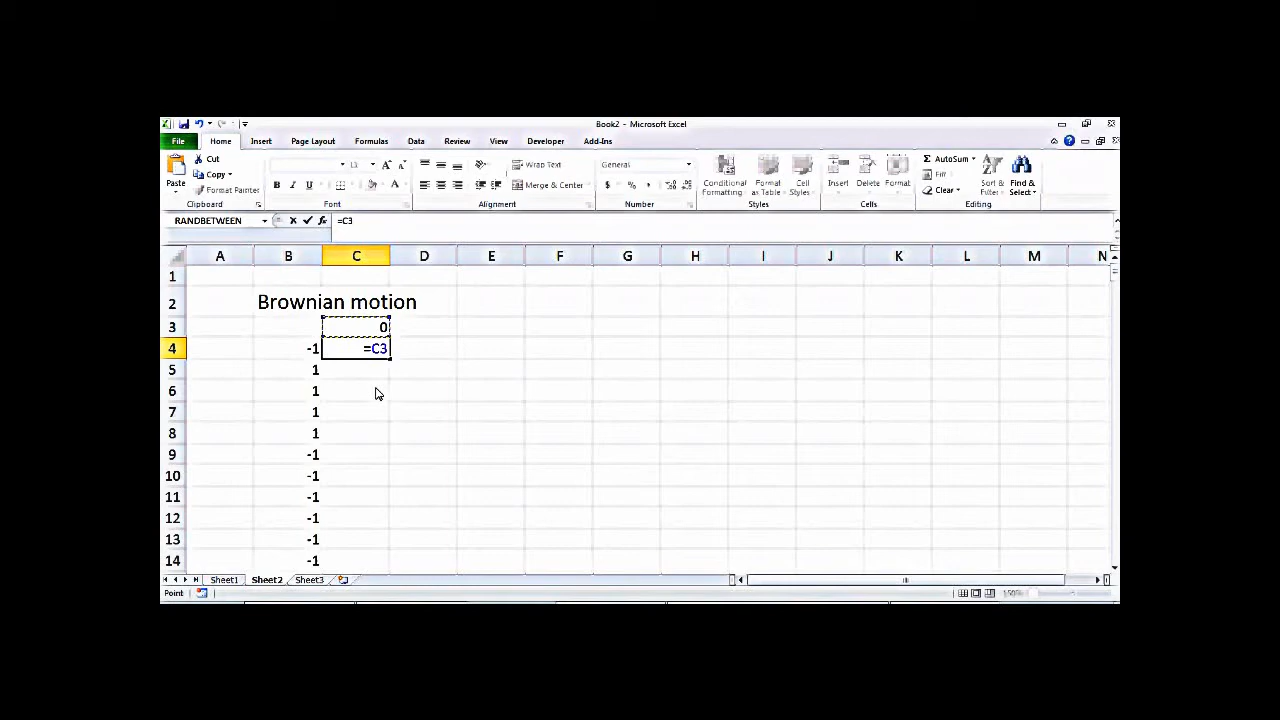 Book2 - Microsoft Excel
File Home Insert Page Layout Formulas Data Review View Developer Add-Ins
Cut
Copy
Format Painter
Paste
Clipboard
B I U A A A
Font
Wrap Text
Merge & Center
Alignment
General
$ % ,
Number
Conditional Formatting
Format as Table
Cell Styles
Styles
Insert Delete Format
Cells
Σ AutoSum
Fill
Clear
Sort & Filter
Find & Select
Editing
RANDBETWEEN fx =C3
A B C D E F G H I J K L M N
1
2 Brownian motion
3 0
4 -1 =C3
5 1
6 1
7 1
8 1
9 -1
10 -1
11 -1
12 -1
13 -1
14 -1
Sheet1 Sheet2 Sheet3
Point 150%